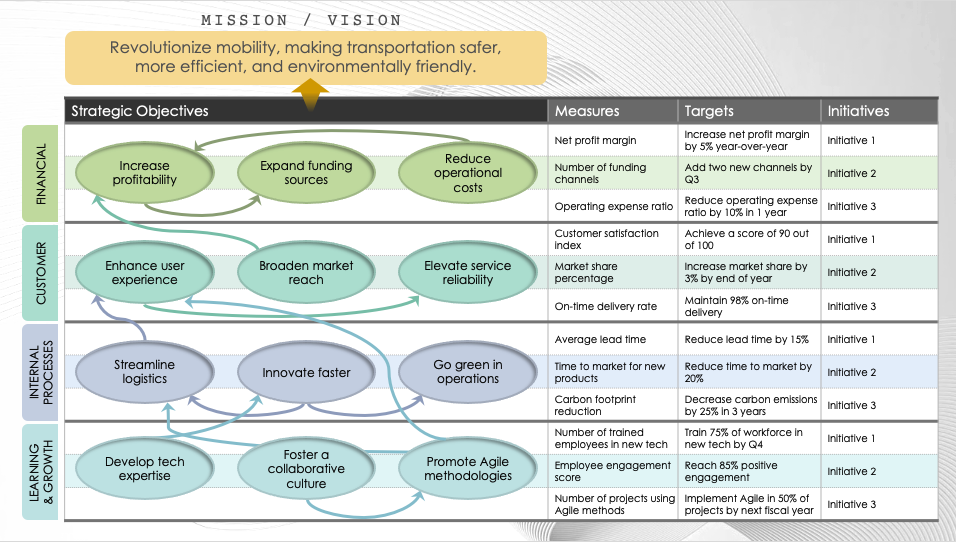 MISSION / VISION
Revolutionize mobility, making transportation safer,
more efficient, and environmentally friendly.
Strategic Objectives
Measures
Targets
Initiatives
FINANCIAL
Increase
profitability
Expand funding
sources
Reduce
operational
costs
Net profit margin
Increase net profit margin
by 5% year-over-year
Initiative 1
Number of funding
channels
Add two new channels by
Q3
Initiative 2
Operating expense ratio
Reduce operating expense
ratio by 10% in 1 year
Initiative 3
CUSTOMER
Enhance user
experience
Broaden market
reach
Elevate service
reliability
Customer satisfaction
index
Achieve a score of 90 out
of 100
Initiative 1
Market share
percentage
Increase market share by
3% by end of year
Initiative 2
On-time delivery rate
Maintain 98% on-time
delivery
Initiative 3
INTERNAL
PROCESSES
Streamline
logistics
Innovate faster
Go green in
operations
Average lead time
Reduce lead time by 15%
Initiative 1
Time to market for new
products
Reduce time to market by
20%
Initiative 2
Carbon footprint
reduction
Decrease carbon emissions
by 25% in 3 years
Initiative 3
LEARNING
& GROWTH
Develop tech
expertise
Foster a
collaborative
culture
Promote Agile
methodologies
Number of trained
employees in new tech
Train 75% of workforce in
new tech by Q4
Initiative 1
Employee engagement
score
Reach 85% positive
engagement
Initiative 2
Number of projects using
Agile methods
Implement Agile in 50% of
projects by next fiscal year
Initiative 3